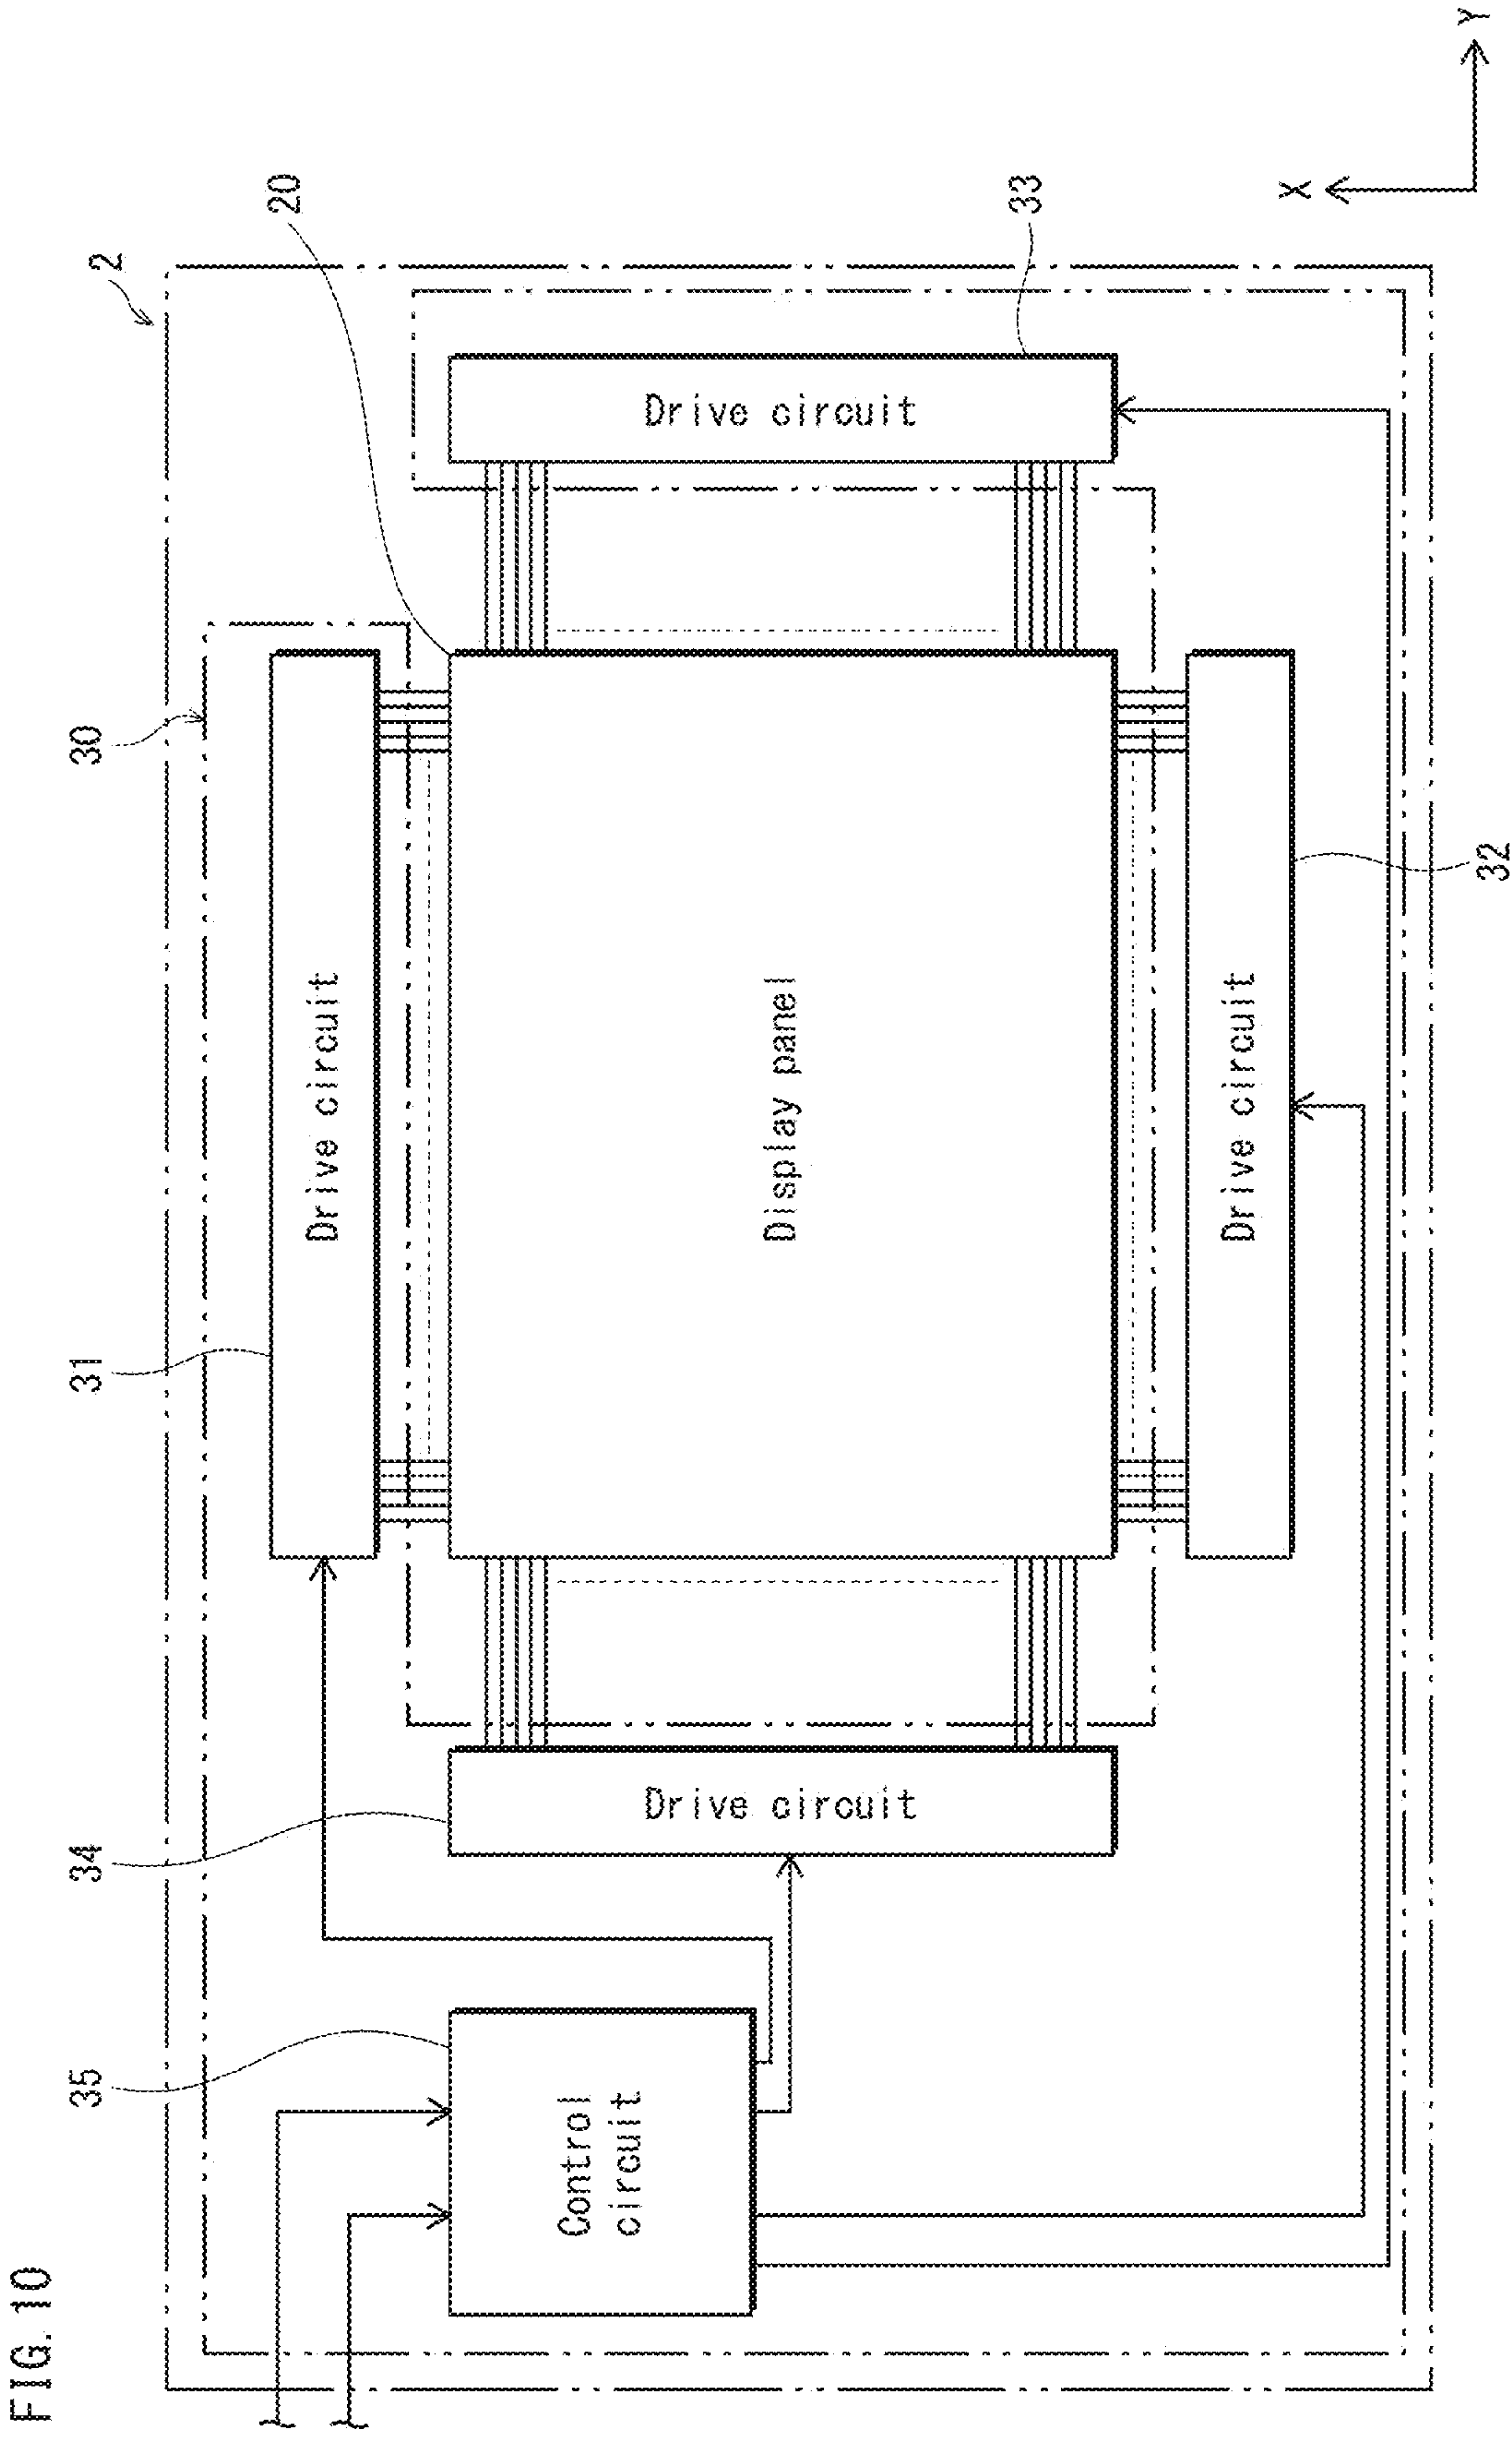 FIG. 10
2
30
31
34
35
20
33
32
Drive circuit
Drive circuit
Display panel
Drive circuit
Drive circuit
Control
circuit
X
Y